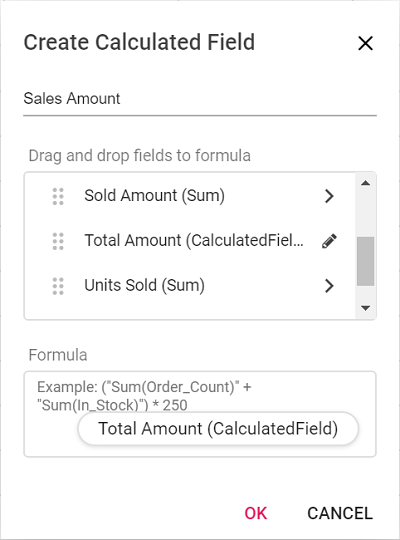 Create Calculated Field
Sales Amount
Drag and drop fields to formula
Sold Amount (Sum)
Total Amount (CalculatedFiel...
Units Sold (Sum)
Formula
Example: ("Sum(Order_Count)" +
"Sum(In_Stock)") * 250
Total Amount (CalculatedField)
OK CANCEL